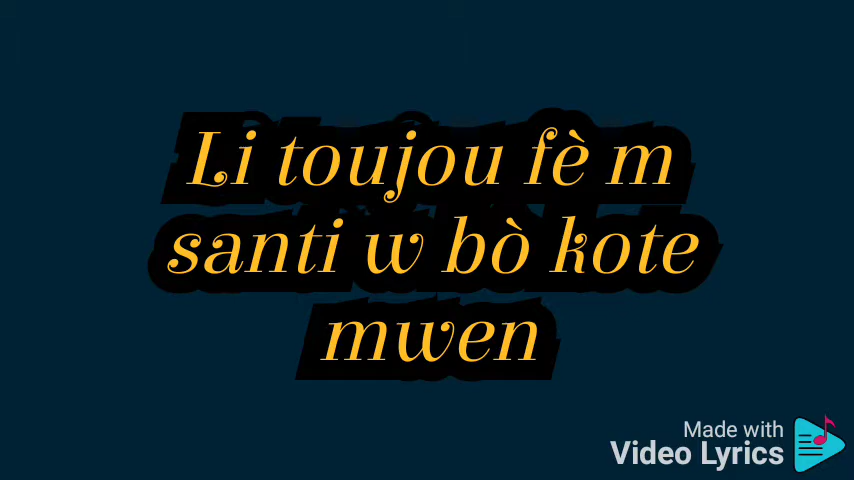 Li toujou fè m
santi w bò kote
mwen
Made with
Video Lyrics